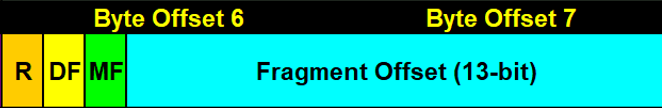 Byte Offset 6 Byte Offset 7
R DF MF Fragment Offset (13-bit)